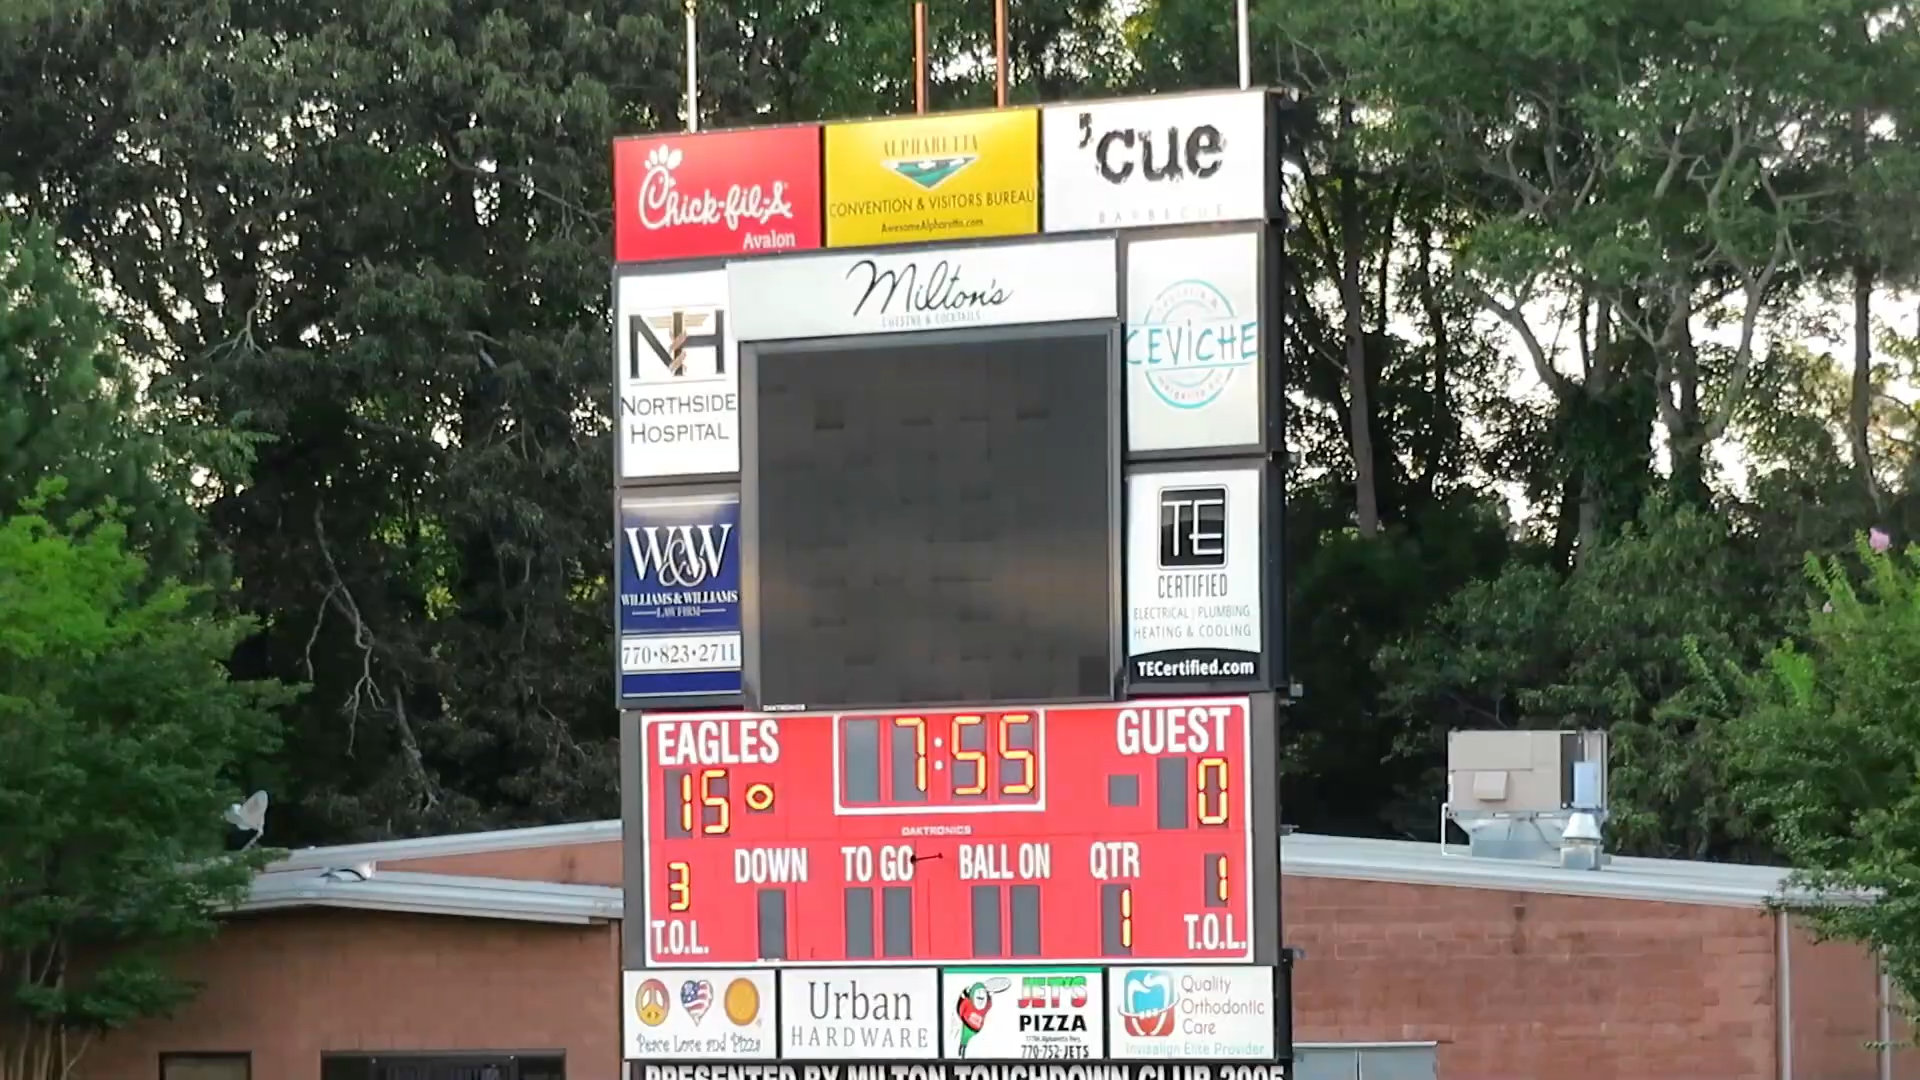 Chick-fil-A
Avalon
ALPHARETTA
CONVENTION & VISITORS BUREAU
AwesomeAlpharetta.com
'cue
BARBECUE
Milton's
CUISINE & COCKTAILS
NH
NORTHSIDE
HOSPITAL
CEVICHE
W&W
WILLIAMS & WILLIAMS
LAW FIRM
770•823•2711
TE
CERTIFIED
ELECTRICAL | PLUMBING
HEATING & COOLING
TECertified.com
DAKTRONICS
EAGLES 7:55 GUEST
15 0
DAKTRONICS
DOWN TO GO BALL ON QTR
3 1 1
T.O.L. T.O.L.
Peace Love and Pizza
Urban
HARDWARE
JET'S
PIZZA
770-752-JETS
Quality
Orthodontic
Care
Invisalign Elite Provider
PRESENTED BY MILTON TOUCHDOWN CLUB 2005